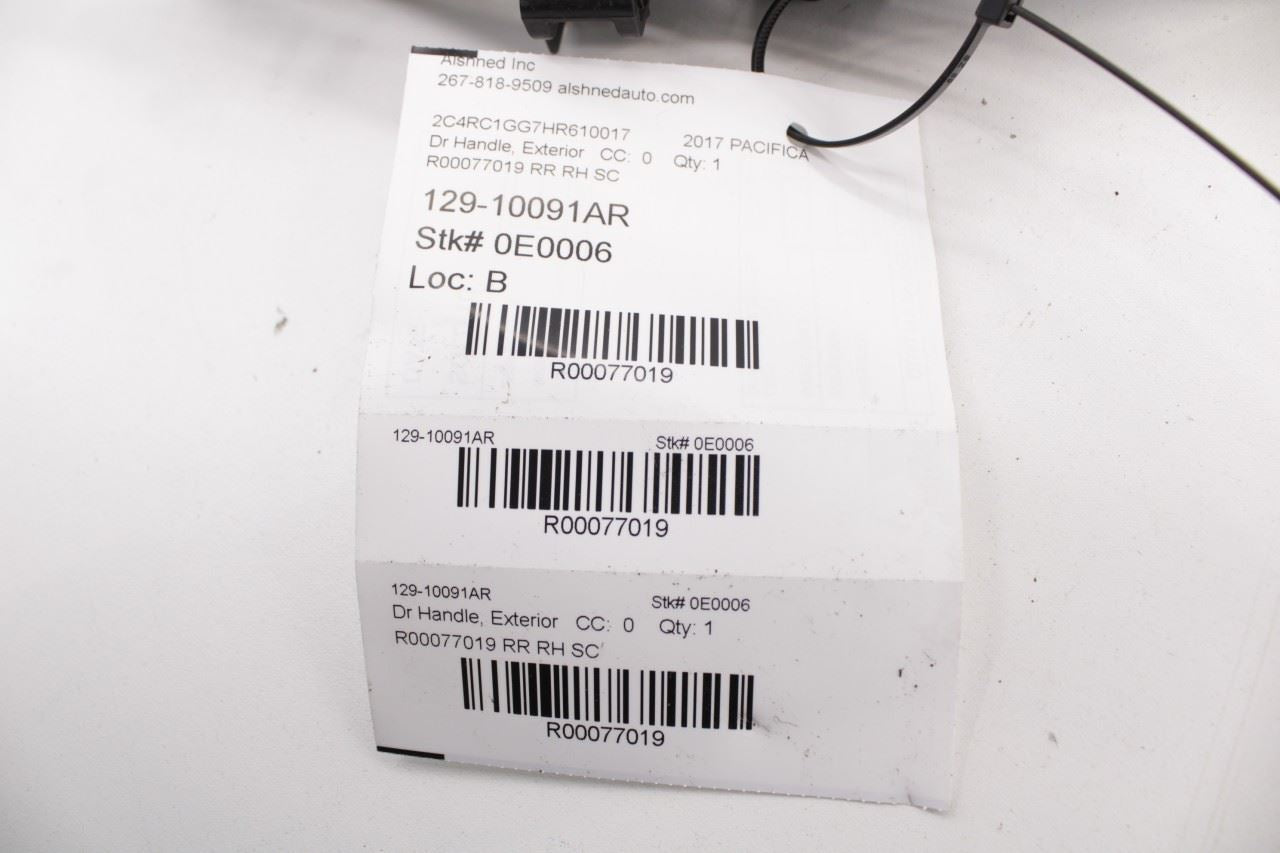 Alshned Inc
267-818-9509 alshnedauto.com
2C4RC1GG7HR610017 2017 PACIFICA
Dr Handle, Exterior CC: 0 Qty: 1
R00077019 RR RH SC
129-10091AR
Stk# 0E0006
Loc: B
R00077019
129-10091AR Stk# 0E0006
R00077019
129-10091AR Stk# 0E0006
Dr Handle, Exterior CC: 0 Qty: 1
R00077019 RR RH SC
R00077019